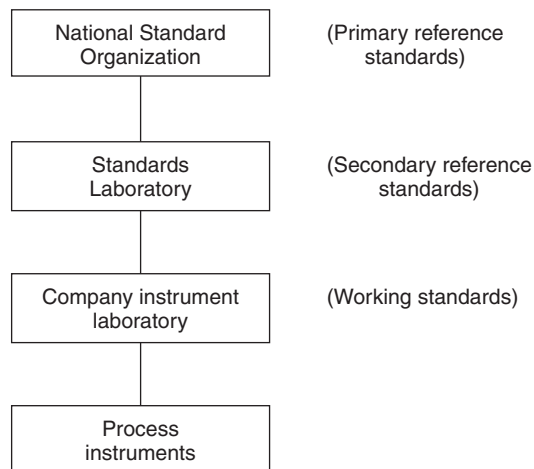 National Standard
Organization
(Primary reference
standards)
Standards
Laboratory
(Secondary reference
standards)
Company instrument
laboratory
(Working standards)
Process
instruments